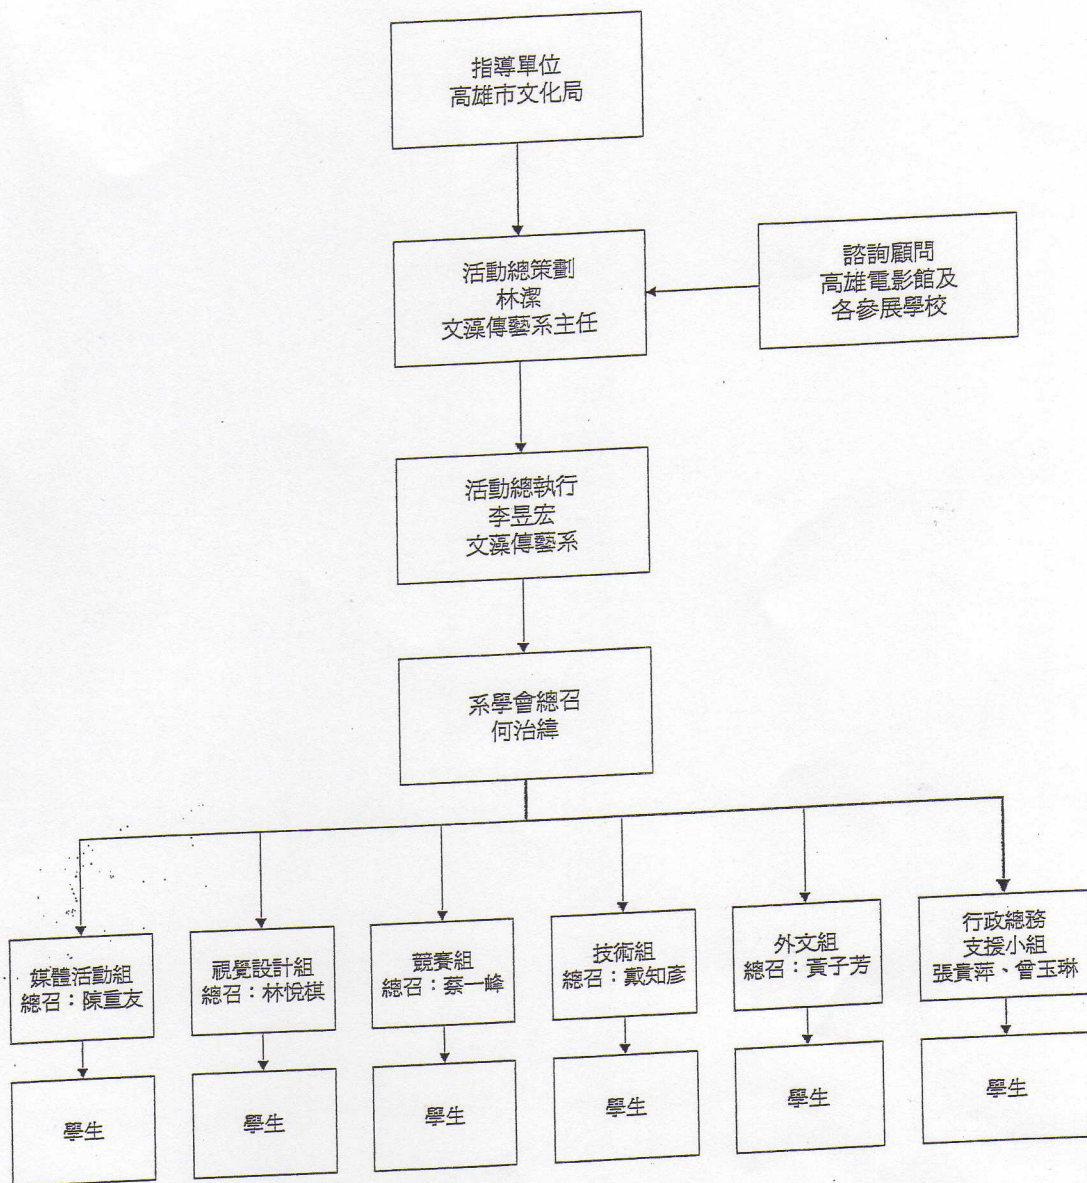 指導單位
高雄市文化局
活動總策劃
林潔
文藻傳藝系主任
諮詢顧問
高雄電影館及
各參展學校
活動總執行
李昱宏
文藻傳藝系
系學會總召
何治緯
媒體活動組
總召：陳重友
視覺設計組
總召：林悅棋
競賽組
總召：蔡一峰
技術組
總召：戴知彥
外文組
總召：黃子芳
行政總務
支援小組
張貴萍、曾玉琳
學生
學生
學生
學生
學生
學生